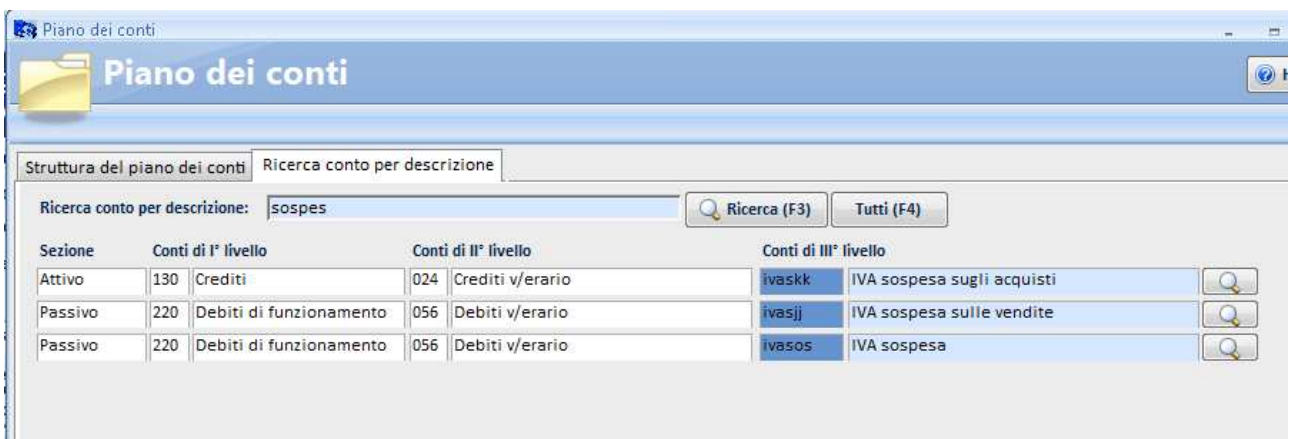 Piano dei conti
Piano dei conti
H
Struttura del piano dei conti Ricerca conto per descrizione
Ricerca conto per descrizione: sospes Ricerca (F3) Tutti (F4)
Sezione Conti di I° livello Conti di II° livello Conti di III° livello
Attivo 130 Crediti 024 Crediti v/erario ivaskk IVA sospesa sugli acquisti
Passivo 220 Debiti di funzionamento 056 Debiti v/erario ivasjj IVA sospesa sulle vendite
Passivo 220 Debiti di funzionamento 056 Debiti v/erario ivasos IVA sospesa